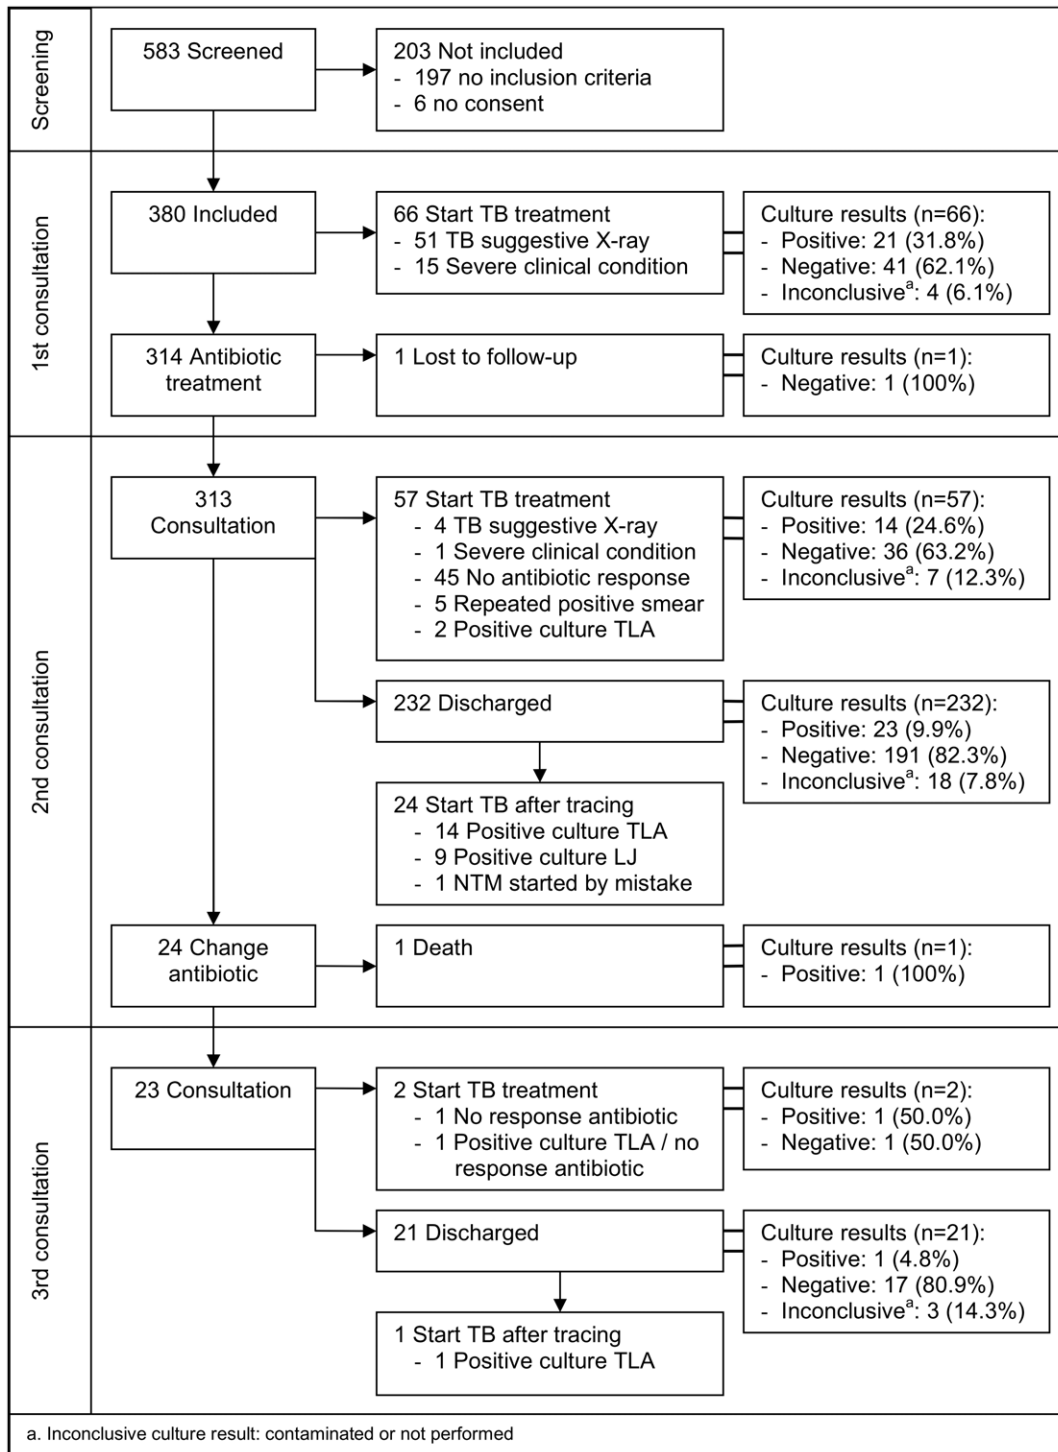 Screening
583 Screened
203 Not included
- 197 no inclusion criteria
- 6 no consent
1st consultation
380 Included
66 Start TB treatment
- 51 TB suggestive X-ray
- 15 Severe clinical condition
Culture results (n=66):
- Positive: 21 (31.8%)
- Negative: 41 (62.1%)
- Inconclusiveᵃ: 4 (6.1%)
314 Antibiotic
treatment
1 Lost to follow-up
Culture results (n=1):
- Negative: 1 (100%)
2nd consultation
313
Consultation
57 Start TB treatment
- 4 TB suggestive X-ray
- 1 Severe clinical condition
- 45 No antibiotic response
- 5 Repeated positive smear
- 2 Positive culture TLA
Culture results (n=57):
- Positive: 14 (24.6%)
- Negative: 36 (63.2%)
- Inconclusiveᵃ: 7 (12.3%)
232 Discharged
Culture results (n=232):
- Positive: 23 (9.9%)
- Negative: 191 (82.3%)
- Inconclusiveᵃ: 18 (7.8%)
24 Start TB after tracing
- 14 Positive culture TLA
- 9 Positive culture LJ
- 1 NTM started by mistake
24 Change
antibiotic
1 Death
Culture results (n=1):
- Positive: 1 (100%)
3rd consultation
23 Consultation
2 Start TB treatment
- 1 No response antibiotic
- 1 Positive culture TLA / no
response antibiotic
Culture results (n=2):
- Positive: 1 (50.0%)
- Negative: 1 (50.0%)
21 Discharged
Culture results (n=21):
- Positive: 1 (4.8%)
- Negative: 17 (80.9%)
- Inconclusiveᵃ: 3 (14.3%)
1 Start TB after tracing
- 1 Positive culture TLA
a. Inconclusive culture result: contaminated or not performed